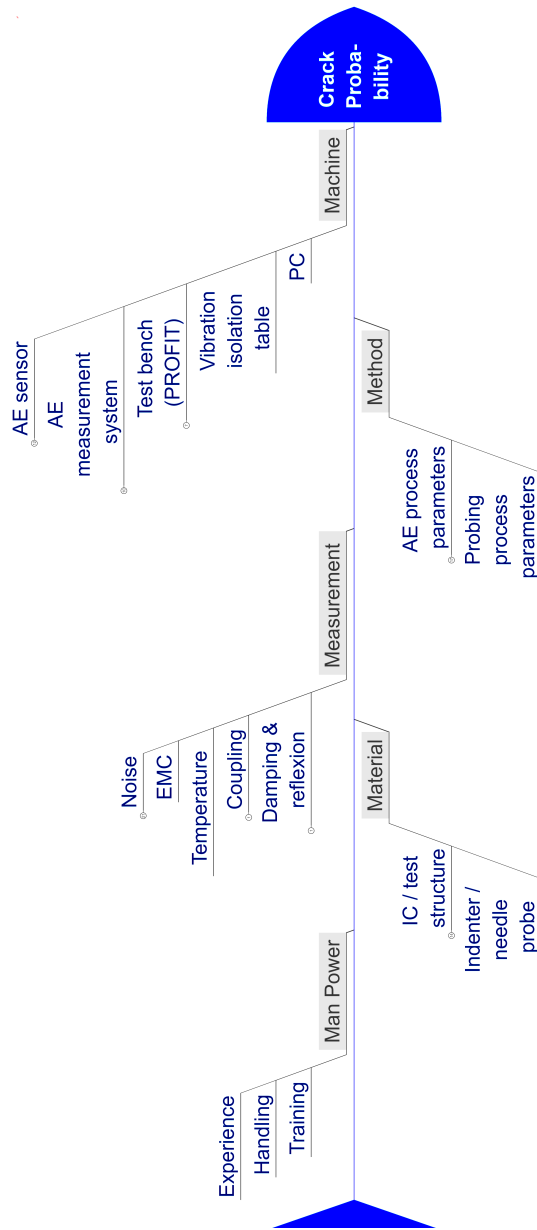 Crack
Proba-
bility
Machine
AE sensor
AE
measurement
system
Test bench
(PROFIT)
Vibration
isolation
table
PC
Method
AE process
parameters
Probing
process
parameters
Measurement
Noise
EMC
Temperature
Coupling
Damping &
reflexion
Material
IC / test
structure
Indenter /
needle
probe
Man Power
Experience
Handling
Training